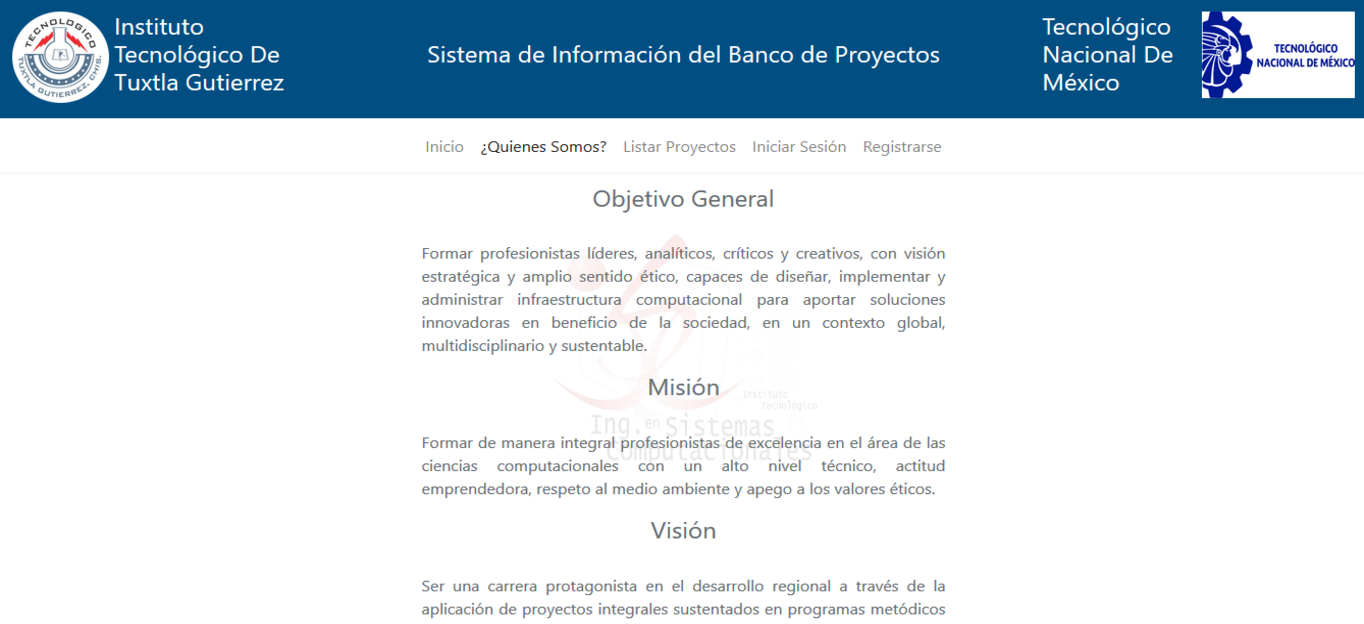 TECNOLOGICO
TUXTLA GUTIERREZ, CHIS.
Instituto
Tecnológico De
Tuxtla Gutierrez
Sistema de Información del Banco de Proyectos
Tecnológico
Nacional De
México
TECNOLÓGICO
NACIONAL DE MÉXICO
Inicio ¿Quienes Somos? Listar Proyectos Iniciar Sesión Registrarse
Objetivo General
Formar profesionistas líderes, analíticos, críticos y creativos, con visión
estratégica y amplio sentido ético, capaces de diseñar, implementar y
administrar infraestructura computacional para aportar soluciones
innovadoras en beneficio de la sociedad, en un contexto global,
multidisciplinario y sustentable.
Misión
Instituto
Tecnológico
Ing. en Sistemas
Computacionales
Formar de manera integral profesionistas de excelencia en el área de las
ciencias computacionales con un alto nivel técnico, actitud
emprendedora, respeto al medio ambiente y apego a los valores éticos.
Visión
Ser una carrera protagonista en el desarrollo regional a través de la
aplicación de proyectos integrales sustentados en programas metódicos